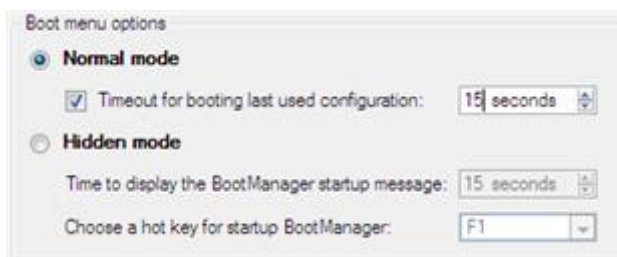 Boot menu options
Normal mode
Timeout for booting last used configuration: 15 seconds
Hidden mode
Time to display the BootManager startup message: 15 seconds
Choose a hot key for startup BootManager: F1